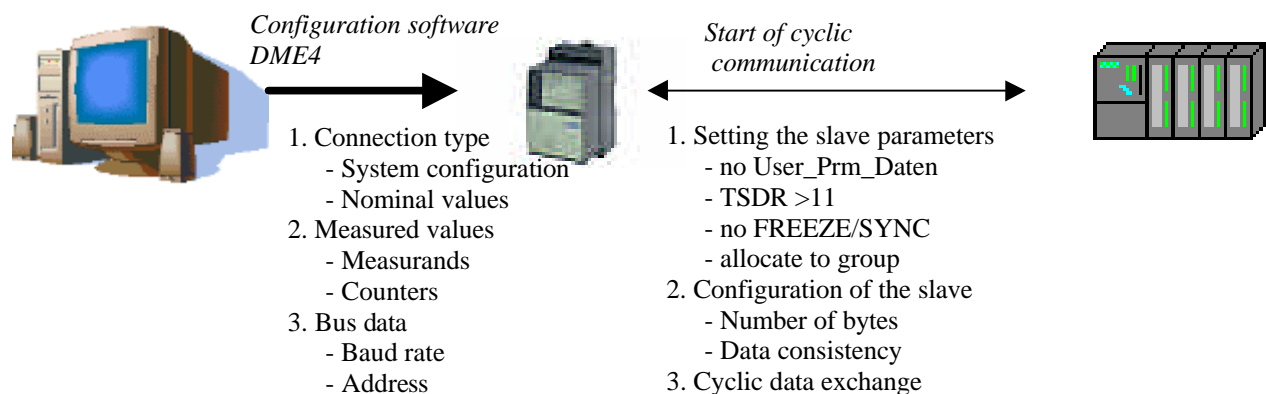 Configuration software
DME4
1. Connection type
- System configuration
- Nominal values
2. Measured values
- Measurands
- Counters
3. Bus data
- Baud rate
- Address
Start of cyclic
communication
1. Setting the slave parameters
- no User_Prm_Daten
- TSDR >11
- no FREEZE/SYNC
- allocate to group
2. Configuration of the slave
- Number of bytes
- Data consistency
3. Cyclic data exchange